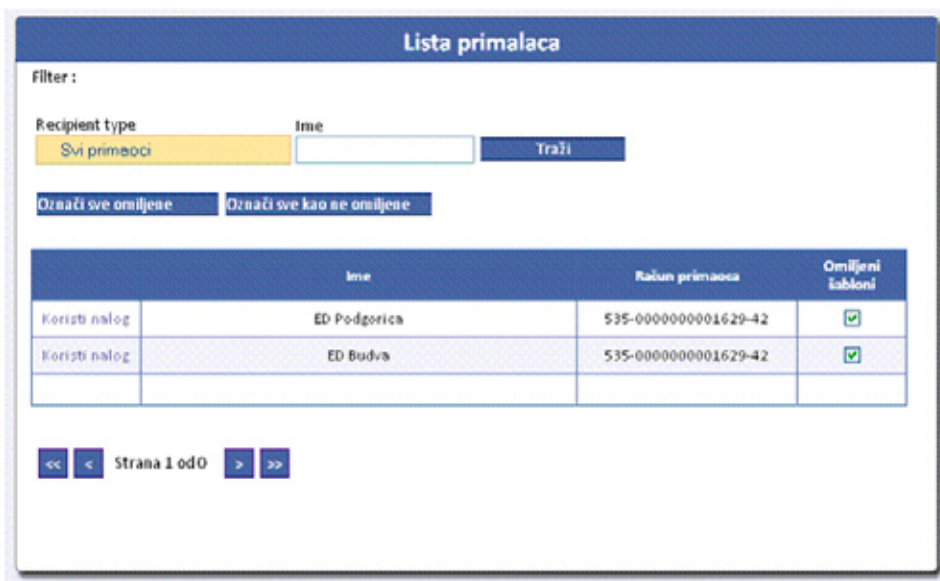 Lista primalaca
Filter :
Recipient type Ime
Svi primaoci Traži
Označi sve omiljene Označi sve kao ne omiljene
Ime Račun primaoca Omiljeni
šabloni
Koristi nalog ED Podgorica 535-0000000001629-42
Koristi nalog ED Budva 535-0000000001629-42
<< < Strana 1 od 0 > >>